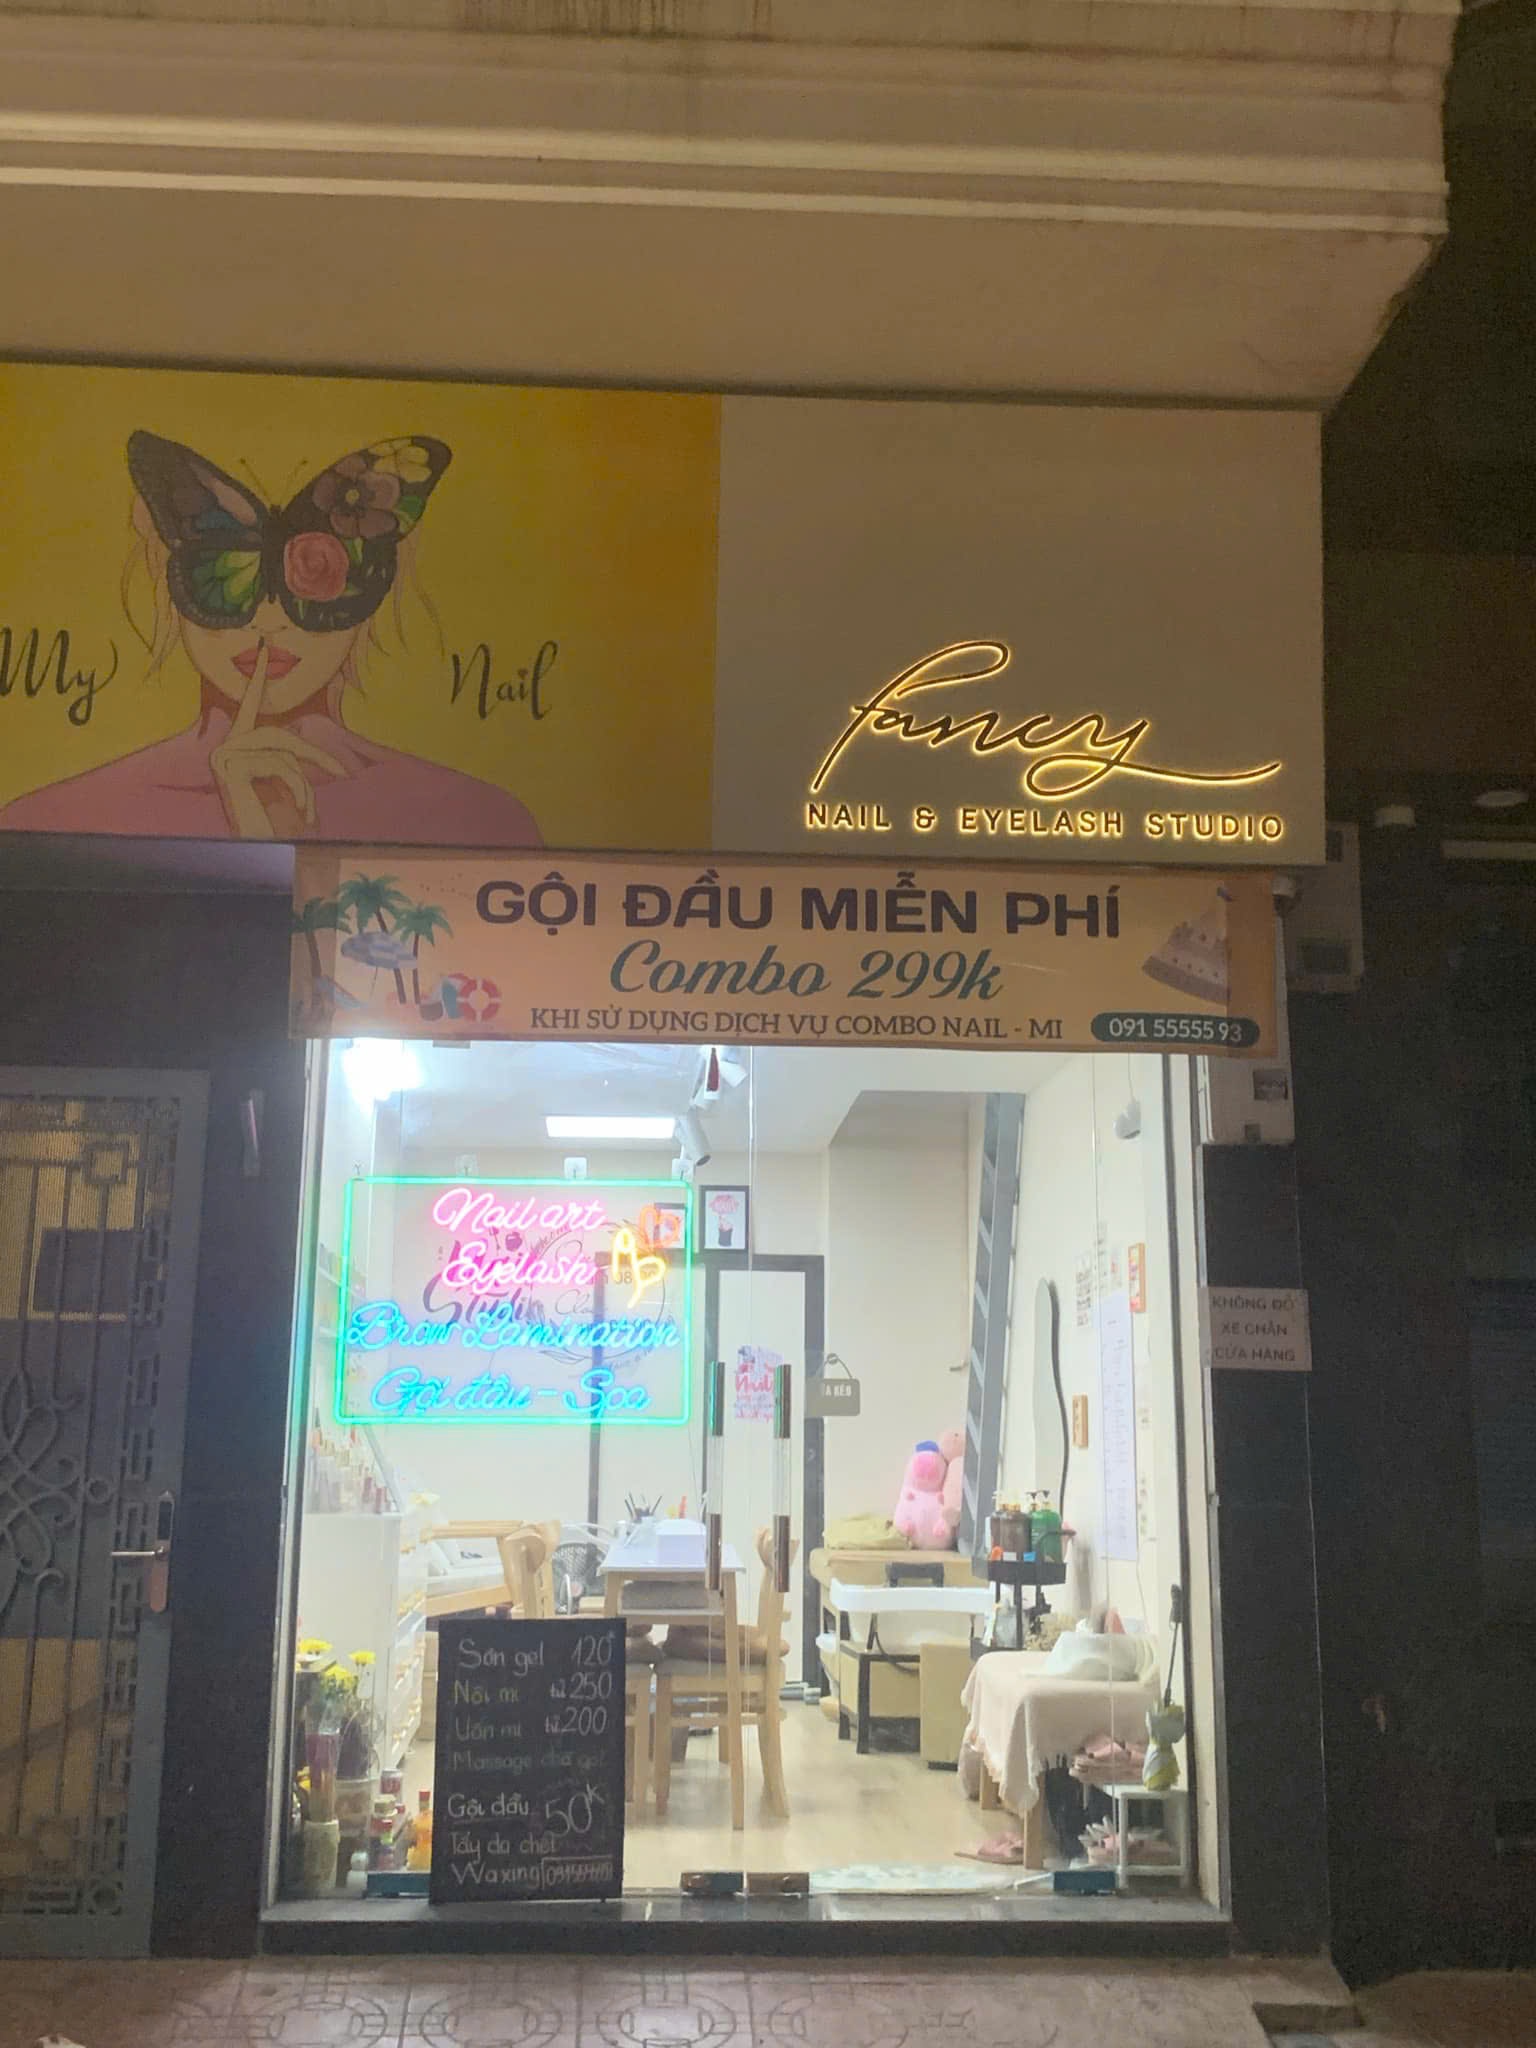 My Nail
fancy
NAIL & EYELASH STUDIO
GỘI ĐẦU MIỄN PHÍ
Combo 299k
KHI SỬ DỤNG DỊCH VỤ COMBO NAIL - MI
091 55555 93
Nail art
Eyelash
Brow Lamination
Gội đầu - Spa
KHÔNG ĐỖ
XE CHẮN
CỬA HÀNG
Sơn gel 120k
Nối mi từ 250
Uốn mi từ 200
Massage
Gội đầu 50k
Tẩy da chết
Waxing